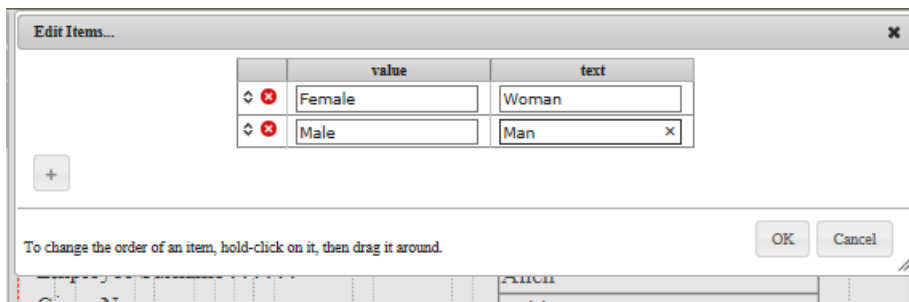 Edit Items...
value text
Female Woman
Male Man
+
To change the order of an item, hold-click on it, then drag it around.
OK Cancel